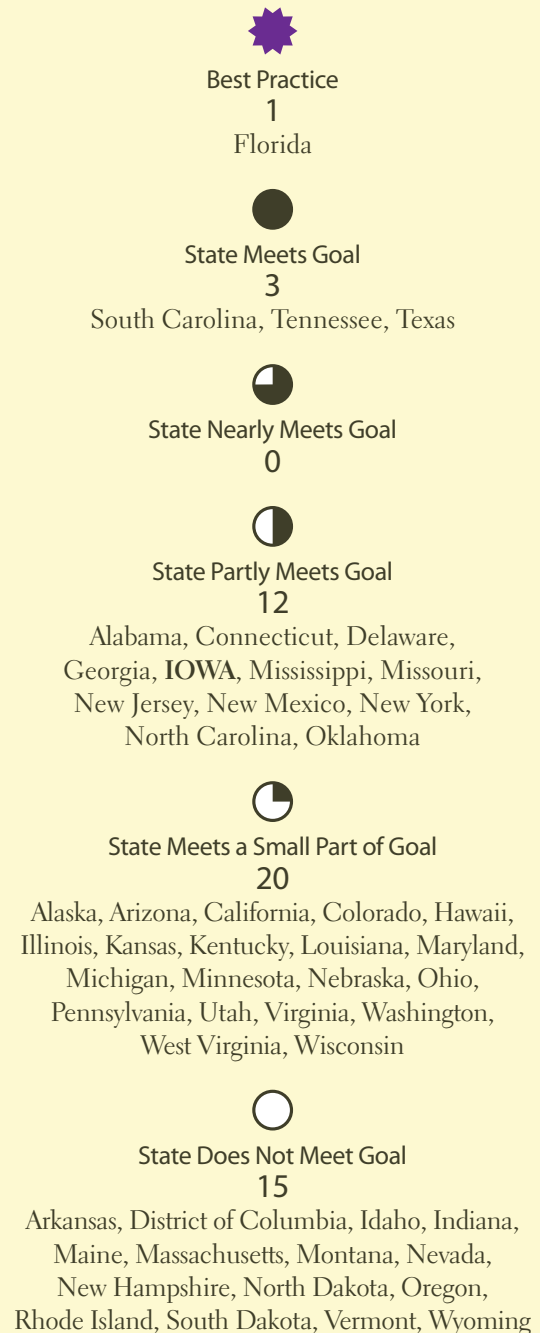 Best Practice
1
Florida
State Meets Goal
3
South Carolina, Tennessee, Texas
State Nearly Meets Goal
0
State Partly Meets Goal
12
Alabama, Connecticut, Delaware,
Georgia, IOWA, Mississippi, Missouri,
New Jersey, New Mexico, New York,
North Carolina, Oklahoma
State Meets a Small Part of Goal
20
Alaska, Arizona, California, Colorado, Hawaii,
Illinois, Kansas, Kentucky, Louisiana, Maryland,
Michigan, Minnesota, Nebraska, Ohio,
Pennsylvania, Utah, Virginia, Washington,
West Virginia, Wisconsin
State Does Not Meet Goal
15
Arkansas, District of Columbia, Idaho, Indiana,
Maine, Massachusetts, Montana, Nevada,
New Hampshire, North Dakota, Oregon,
Rhode Island, South Dakota, Vermont, Wyoming